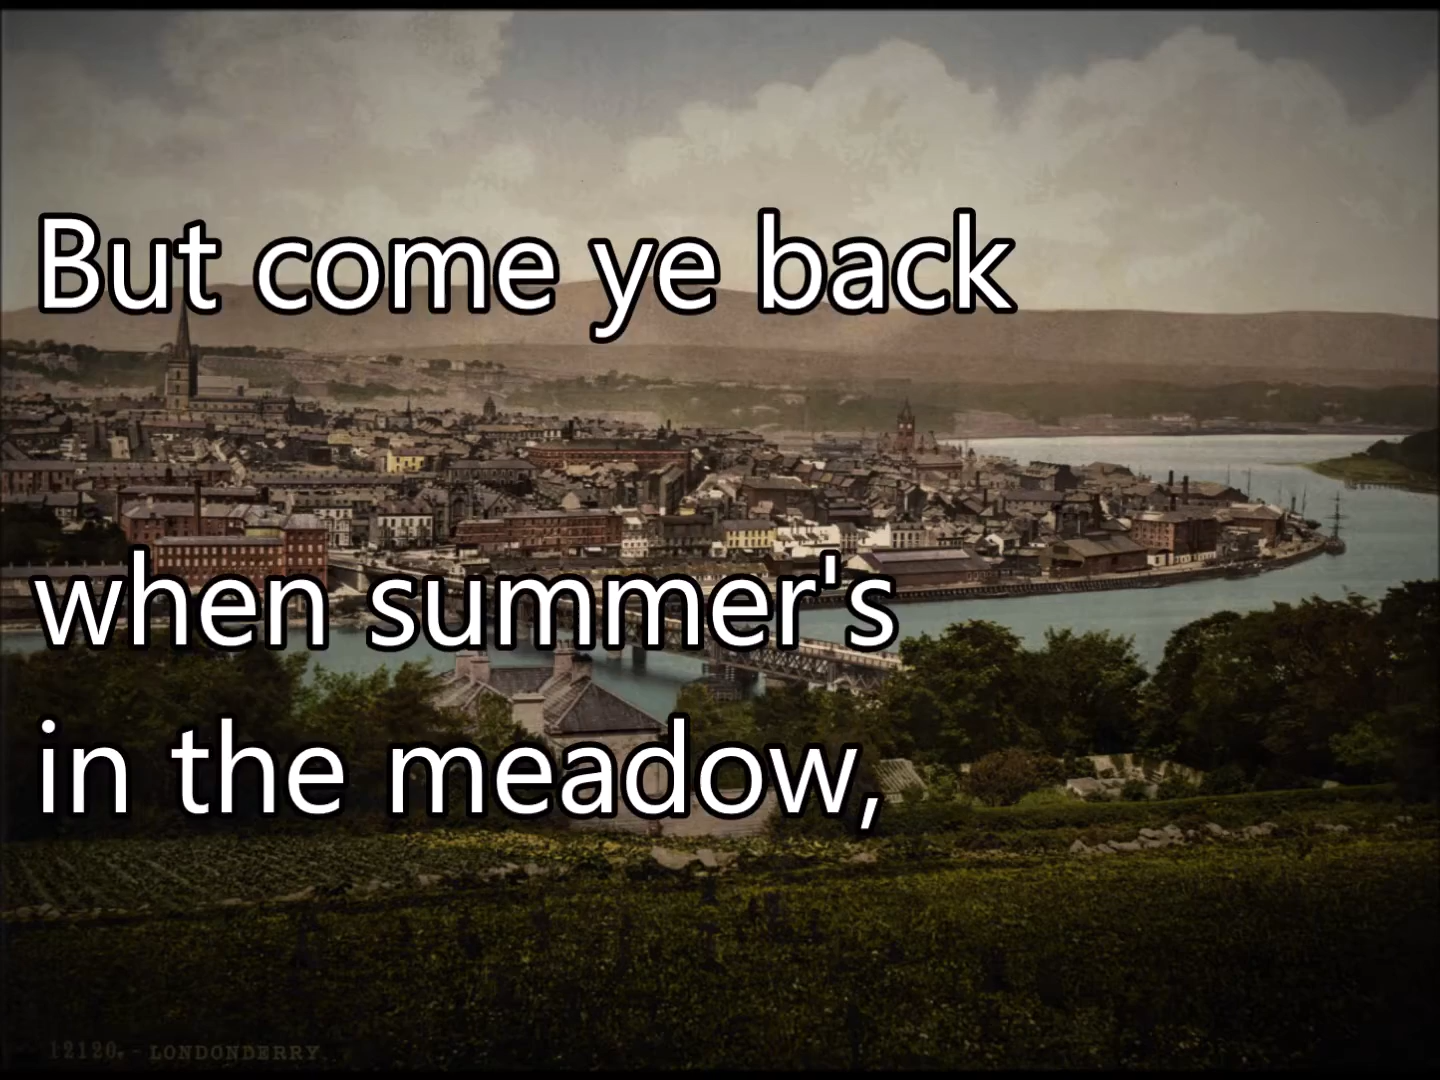 But come ye back
when summer's
in the meadow,
12120. - LONDONDERRY.